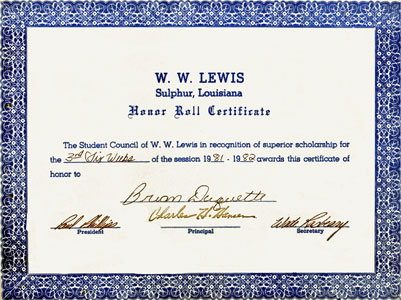 W. W. LEWIS
Sulphur, Louisiana
Honor Roll Certificate
The Student Council of W. W. Lewis in recognition of superior scholarship for
the 3rd Six Weeks of the session 1981 - 1982 awards this certificate of
honor to
Brian Duquette
Charles H.
President
Principal
Secretary